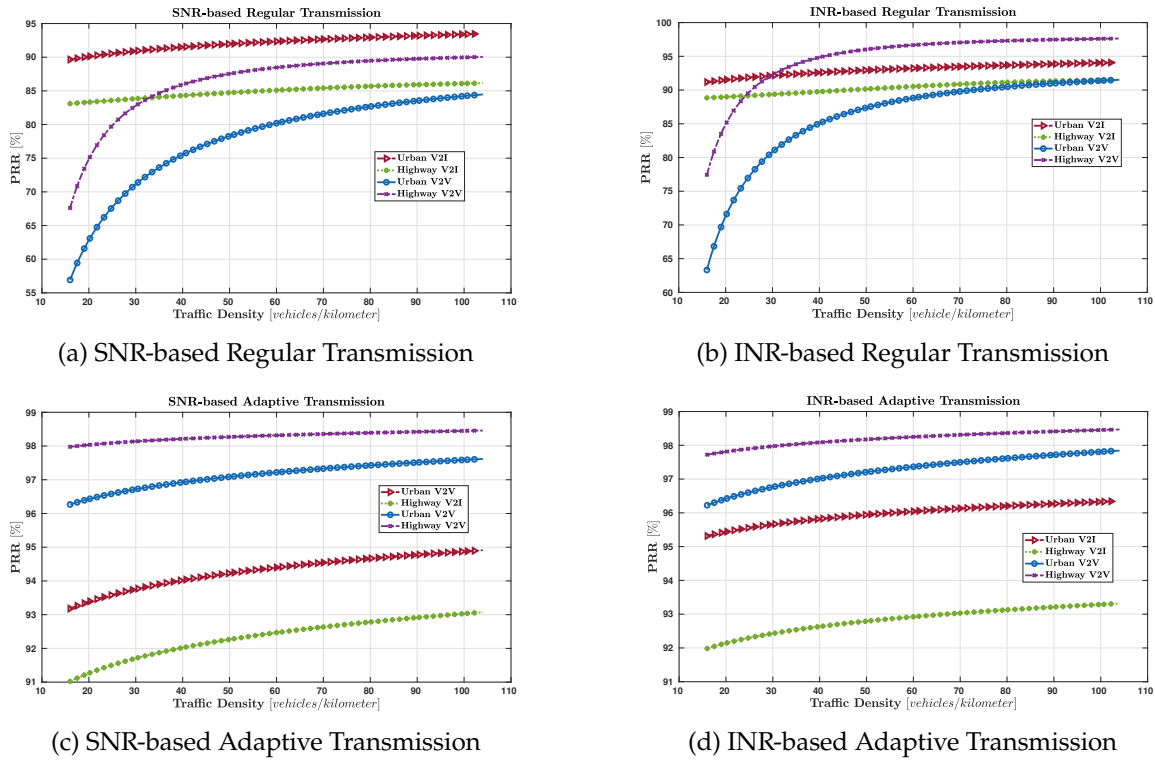 SNR-based Regular Transmission
95
90
85
80
75
70
65
60
55
PRR [%]
Urban V2I
Highway V2I
Urban V2V
Highway V2V
10 20 30 40 50 60 70 80 90 100 110
Traffic Density [vehicles/kilometer]
(a) SNR-based Regular Transmission
INR-based Regular Transmission
100
95
90
85
80
75
70
65
60
PRR [%]
Urban V2I
Highway V2I
Urban V2V
Highway V2V
10 20 30 40 50 60 70 80 90 100 110
Traffic Density [vehicle/kilometer]
(b) INR-based Regular Transmission
SNR-based Adaptive Transmission
99
98
97
96
95
94
93
92
91
PRR [%]
Urban V2V
Highway V2I
Urban V2V
Highway V2V
10 20 30 40 50 60 70 80 90 100 110
Traffic Density [vehicles/kilometer]
(c) SNR-based Adaptive Transmission
INR-based Adaptive Transmission
99
98
97
96
95
94
93
92
91
PRR [%]
Urban V2I
Highway V2I
Urban V2V
Highway V2V
10 20 30 40 50 60 70 80 90 100 110
Traffic Density [vehicles/kilometer]
(d) INR-based Adaptive Transmission